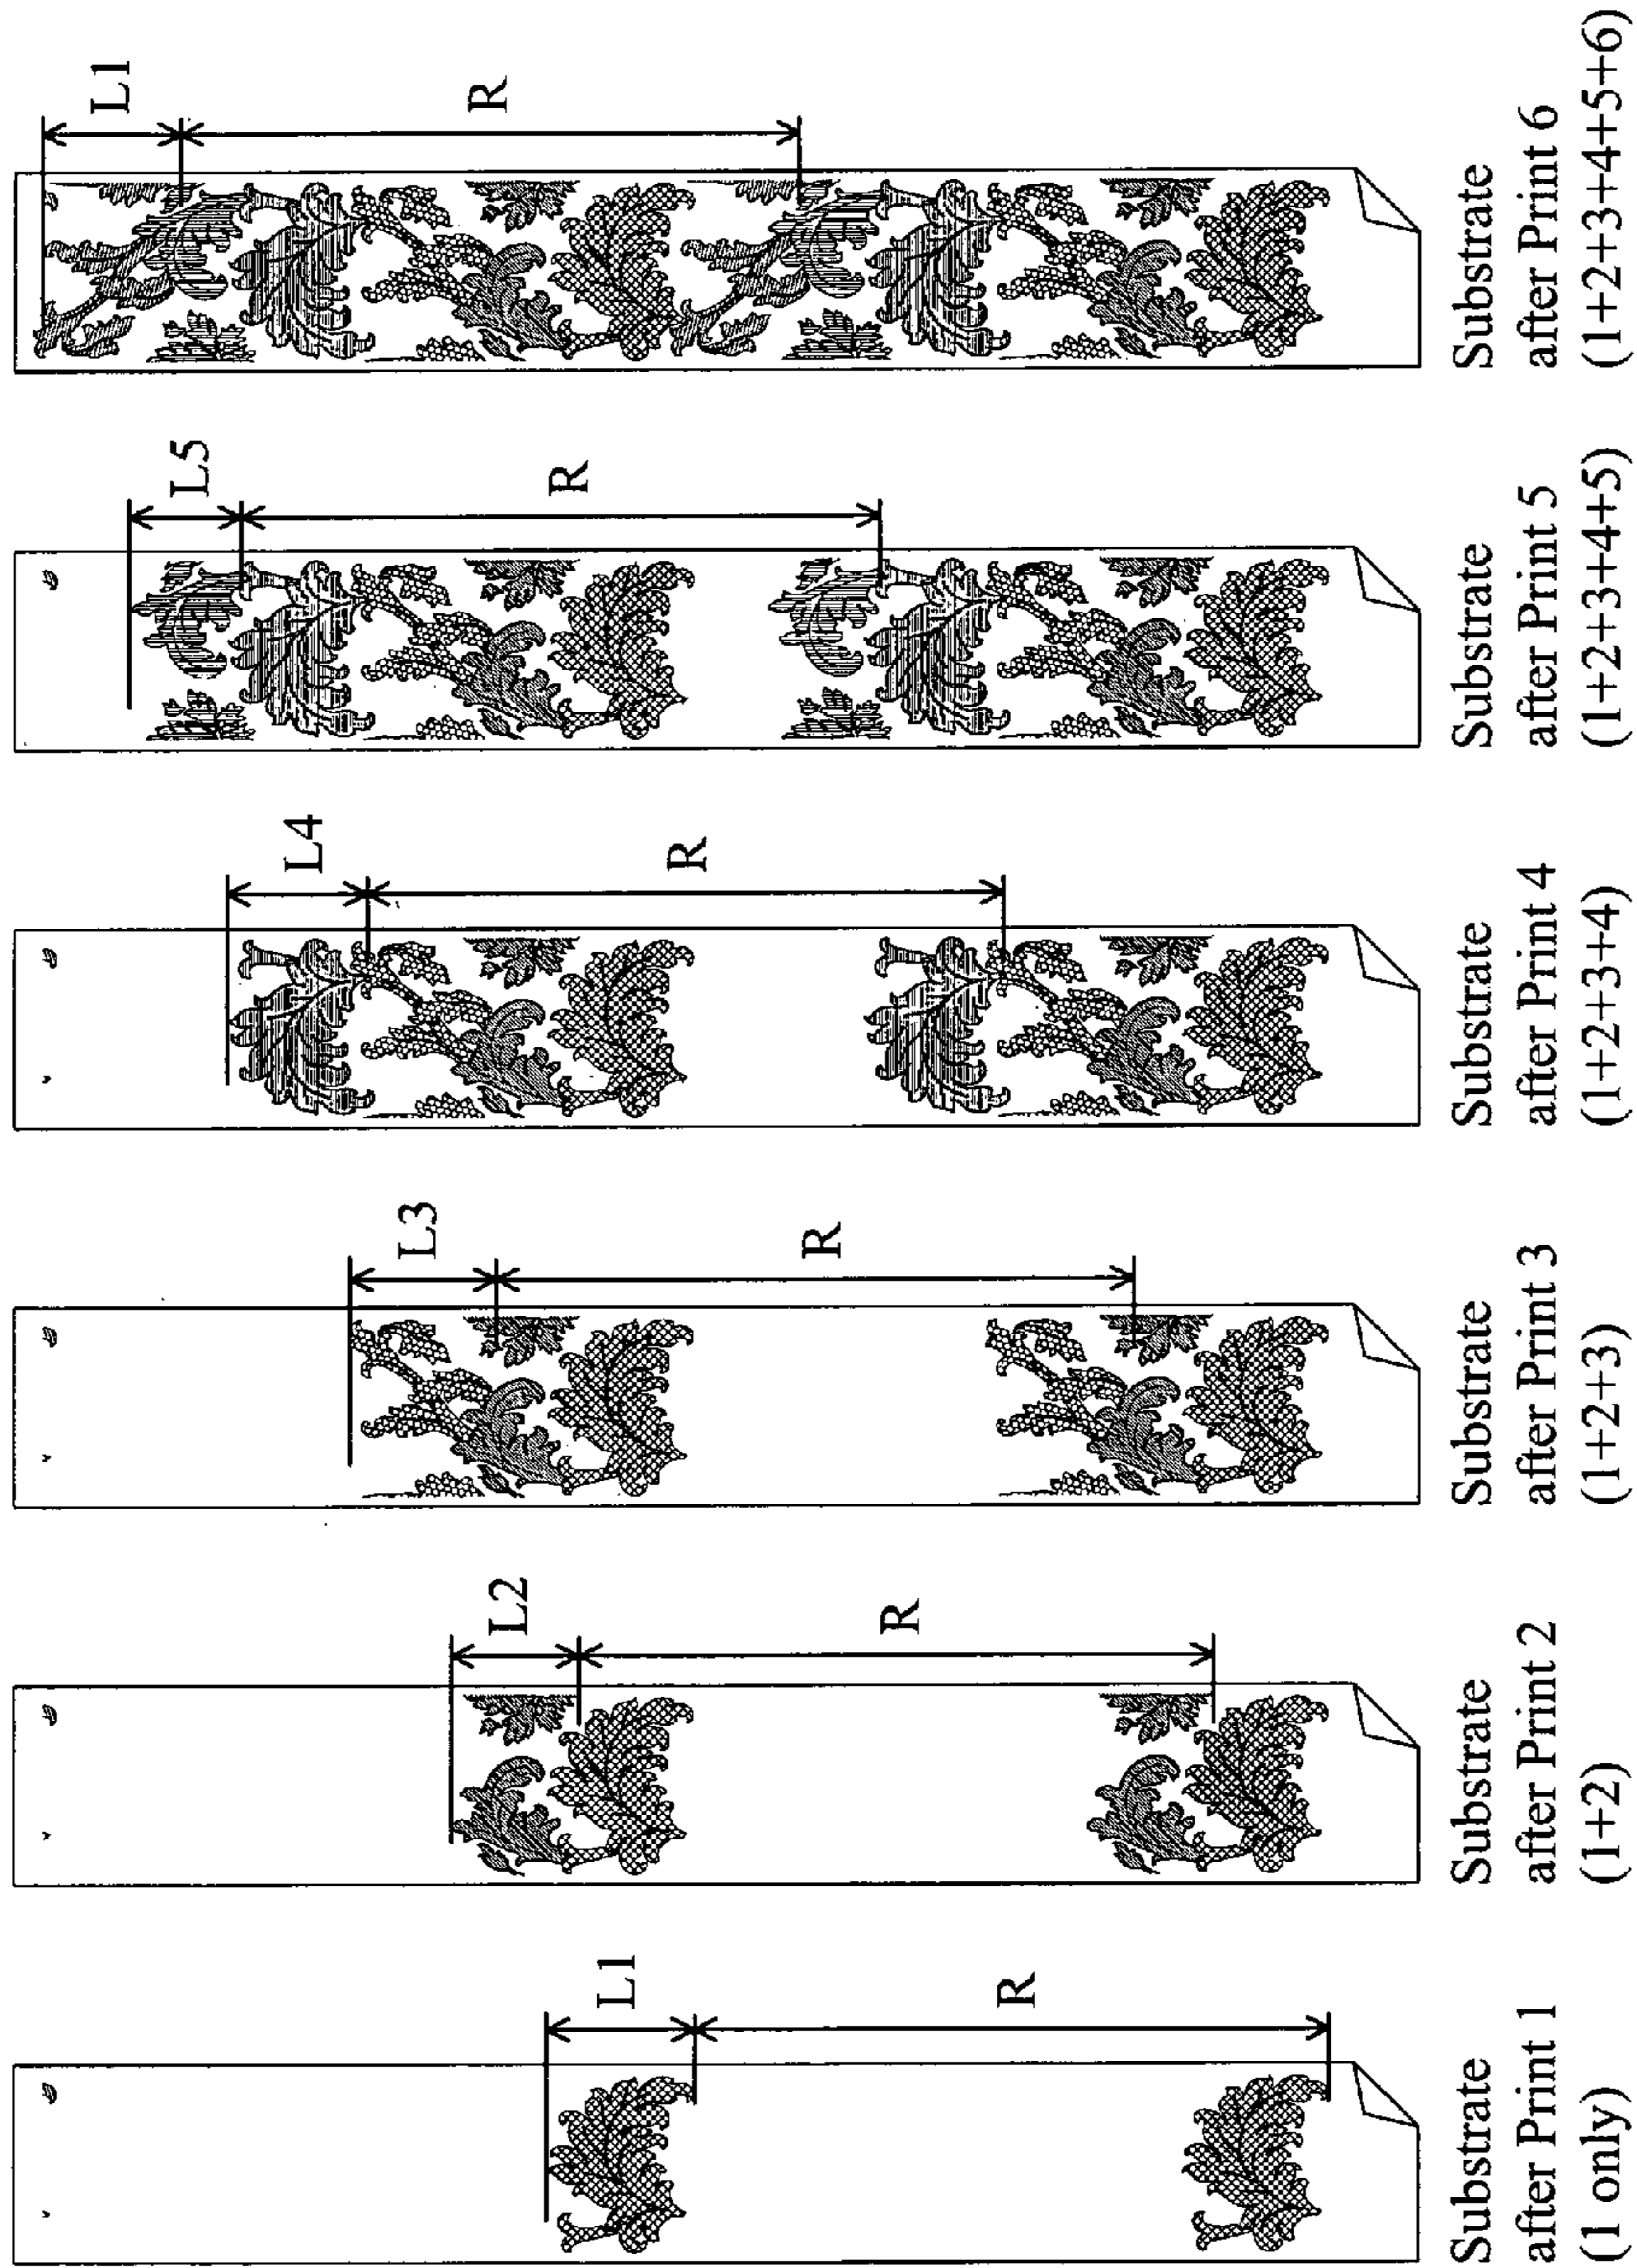 L1
R
Substrate
after Print 1
(1 only)
L2
R
Substrate
after Print 2
(1+2)
L3
R
Substrate
after Print 3
(1+2+3)
L4
R
Substrate
after Print 4
(1+2+3+4)
L5
R
Substrate
after Print 5
(1+2+3+4+5)
L1
R
Substrate
after Print 6
(1+2+3+4+5+6)